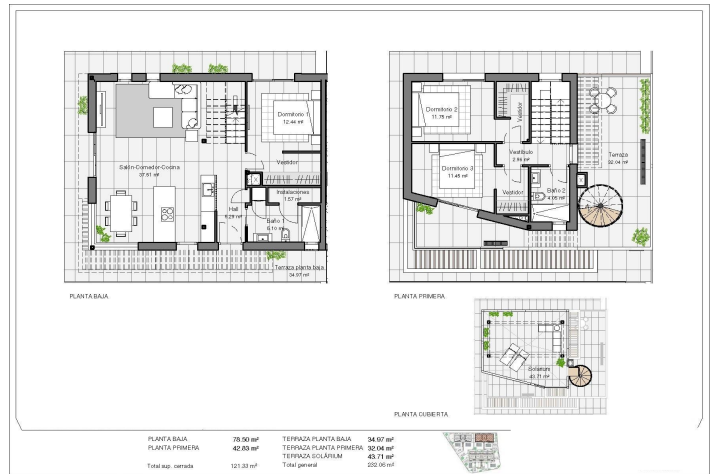 Dormitorio 1
12.44 m²
Salón-Comedor-Cocina
37.61 m²
Vestidor
Instalaciones
1.57 m²
Hall
6.28 m²
Baño 1
Terraza planta baja
34.97 m²
PLANTA BAJA
Dormitorio 2
11.75 m²
Vestidor
Vestíbulo
2.96 m²
Dormitorio 3
11.45 m²
Vestidor
Baño 2
4.05 m²
Terraza
32.04 m²
PLANTA PRIMERA
Solarium
43.71 m²
PLANTA CUBIERTA
PLANTA BAJA 78.50 m² TERRAZA PLANTA BAJA 34.97 m²
PLANTA PRIMERA 42.83 m² TERRAZA PLANTA PRIMERA 32.04 m²
TERRAZA SOLÁRIUM 43.71 m²
Total sup. cerrada 121.33 m² Total general 232.06 m²